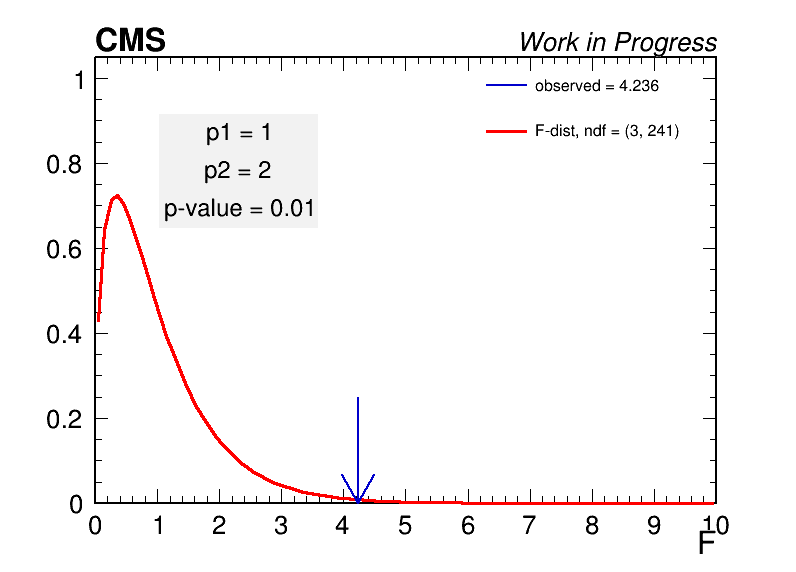 CMS
Work in Progress
observed = 4.236
F-dist, ndf = (3, 241)
p1 = 1
p2 = 2
p-value = 0.01
1
0.8
0.6
0.4
0.2
0
0 1 2 3 4 5 6 7 8 9 10
F